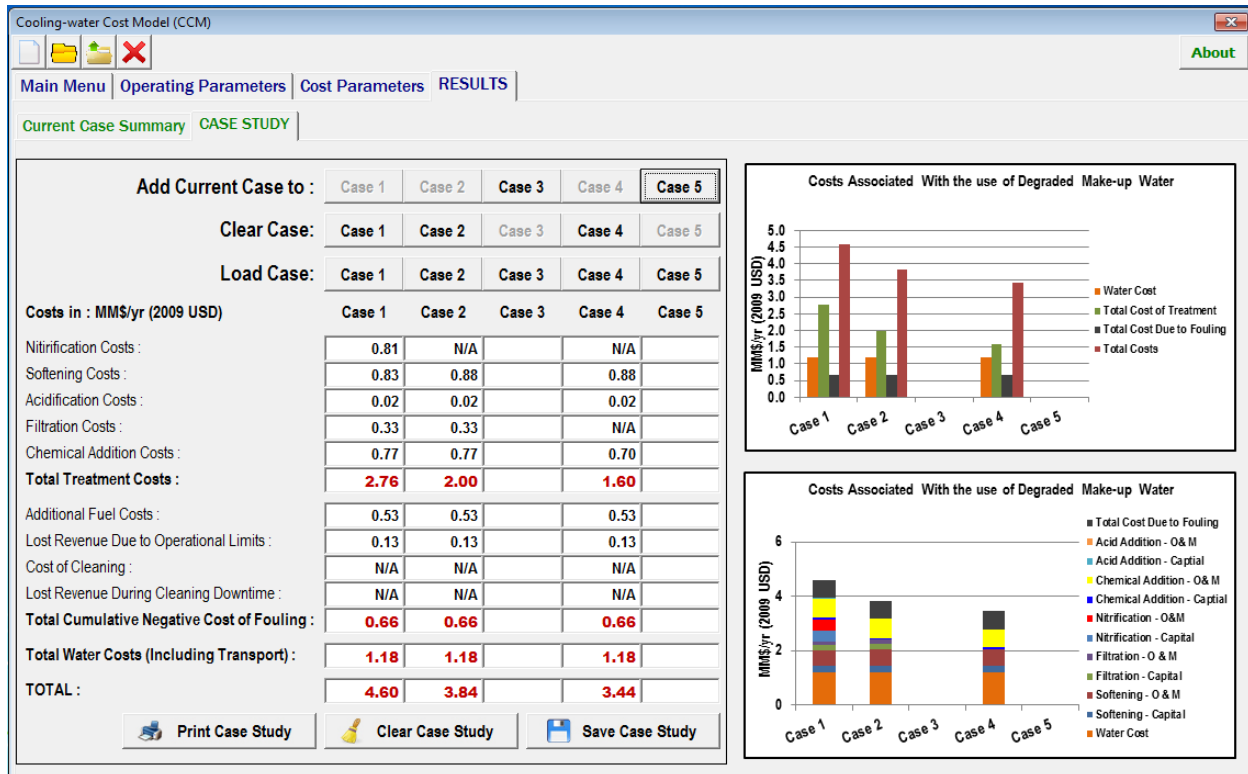 Cooling-water Cost Model (CCM)
About
Main Menu Operating Parameters Cost Parameters RESULTS
Current Case Summary CASE STUDY
Add Current Case to : Case 1 Case 2 Case 3 Case 4 Case 5
Clear Case: Case 1 Case 2 Case 3 Case 4 Case 5
Load Case: Case 1 Case 2 Case 3 Case 4 Case 5
Costs in : MM$/yr (2009 USD) Case 1 Case 2 Case 3 Case 4 Case 5
Nitirification Costs : 0.81 N/A N/A
Softening Costs : 0.83 0.88 0.88
Acidification Costs : 0.02 0.02 0.02
Filtration Costs : 0.33 0.33 N/A
Chemical Addition Costs : 0.77 0.77 0.70
Total Treatment Costs : 2.76 2.00 1.60
Additional Fuel Costs : 0.53 0.53 0.53
Lost Revenue Due to Operational Limits : 0.13 0.13 0.13
Cost of Cleaning : N/A N/A N/A
Lost Revenue During Cleaning Downtime : N/A N/A N/A
Total Cumulative Negative Cost of Fouling : 0.66 0.66 0.66
Total Water Costs (Including Transport) : 1.18 1.18 1.18
TOTAL : 4.60 3.84 3.44
Print Case Study Clear Case Study Save Case Study
Costs Associated With the use of Degraded Make-up Water
MM$/yr (2009 USD)
5.0
4.5
4.0
3.5
3.0
2.5
2.0
1.5
1.0
0.5
0.0
Case 1 Case 2 Case 3 Case 4 Case 5
Water Cost
Total Cost of Treatment
Total Cost Due to Fouling
Total Costs
Costs Associated With the use of Degraded Make-up Water
MM$/yr (2009 USD)
6
4
2
0
Case 1 Case 2 Case 3 Case 4 Case 5
Total Cost Due to Fouling
Acid Addition - O& M
Acid Addition - Captial
Chemical Addition - O& M
Chemical Addition - Captial
Nitrification - O&M
Nitrification - Capital
Filtration - O & M
Filtration - Capital
Softening - O & M
Softening - Capital
Water Cost